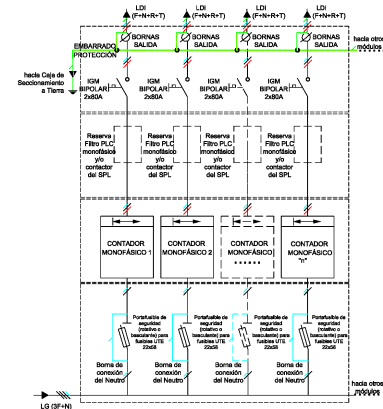 LDI LDI LDI LDI
(F+N+R+T) (F+N+R+T) (F+N+R+T) (F+N+R+T)
BORNAS SALIDA
BORNAS SALIDA
BORNAS SALIDA
BORNAS SALIDA
EMBARRADO
PROTECCIÓN
hacia otros
módulos
hacia Caja de
Seccionamiento
a Tierra
IGM
BIPOLAR
2x80A
IGM
BIPOLAR
2x80A
IGM
BIPOLAR
2x80A
IGM
BIPOLAR
2x80A
Reserva
Filtro PLC
monofásico
y/o
contactor
del SPL
Reserva
Filtro PLC
monofásico
y/o
contactor
del SPL
Reserva
Filtro PLC
monofásico
y/o
contactor
del SPL
Reserva
Filtro PLC
monofásico
y/o
contactor
del SPL
CONTADOR
MONOFÁSICO 1
CONTADOR
MONOFÁSICO 2
CONTADOR
MONOFÁSICO
......
CONTADOR
MONOFÁSICO
"n"
Portafusible de
seguridad
(rotativo o
basculante) para
fusibles UTE
22x58
Portafusible de
seguridad
(rotativo o
basculante) para
fusibles UTE
22x58
Portafusible de
seguridad
(rotativo o
basculante) para
fusibles UTE
22x58
Portafusible de
seguridad
(rotativo o
basculante) para
fusibles UTE
22x58
Borna de
conexión
del Neutro
Borna de
conexión
del Neutro
Borna de
conexión
del Neutro
Borna de
conexión
del Neutro
hacia otros
módulos
LG (3F+N)